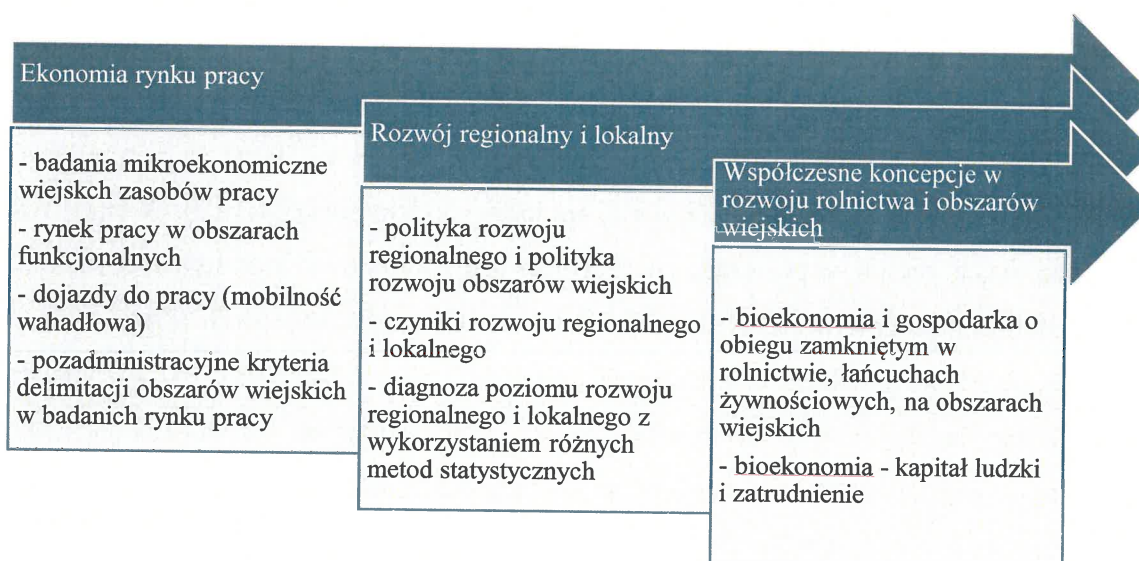 Ekonomia rynku pracy
- badania mikroekonomiczne
wiejskch zasobów pracy
- rynek pracy w obszarach
funkcjonalnych
- dojazdy do pracy (mobilność
wahadłowa)
- pozadministracyjne kryteria
delimitacji obszarów wiejskich
w badanich rynku pracy
Rozwój regionalny i lokalny
- polityka rozwoju
regionalnego i polityka
rozwoju obszarów wiejskich
- czyniki rozwoju regionalnego
i lokalnego
- diagnoza poziomu rozwoju
regionalnego i lokalnego z
wykorzystaniem różnych
metod statystycznych
Współczesne koncepcje w
rozwoju rolnictwa i obszarów
wiejskich
- bioekonomia i gospodarka o
obiegu zamkniętym w
rolnictwie, łańcuchach
żywnościowych, na obszarach
wiejskich
- bioekonomia - kapitał ludzki
i zatrudnienie